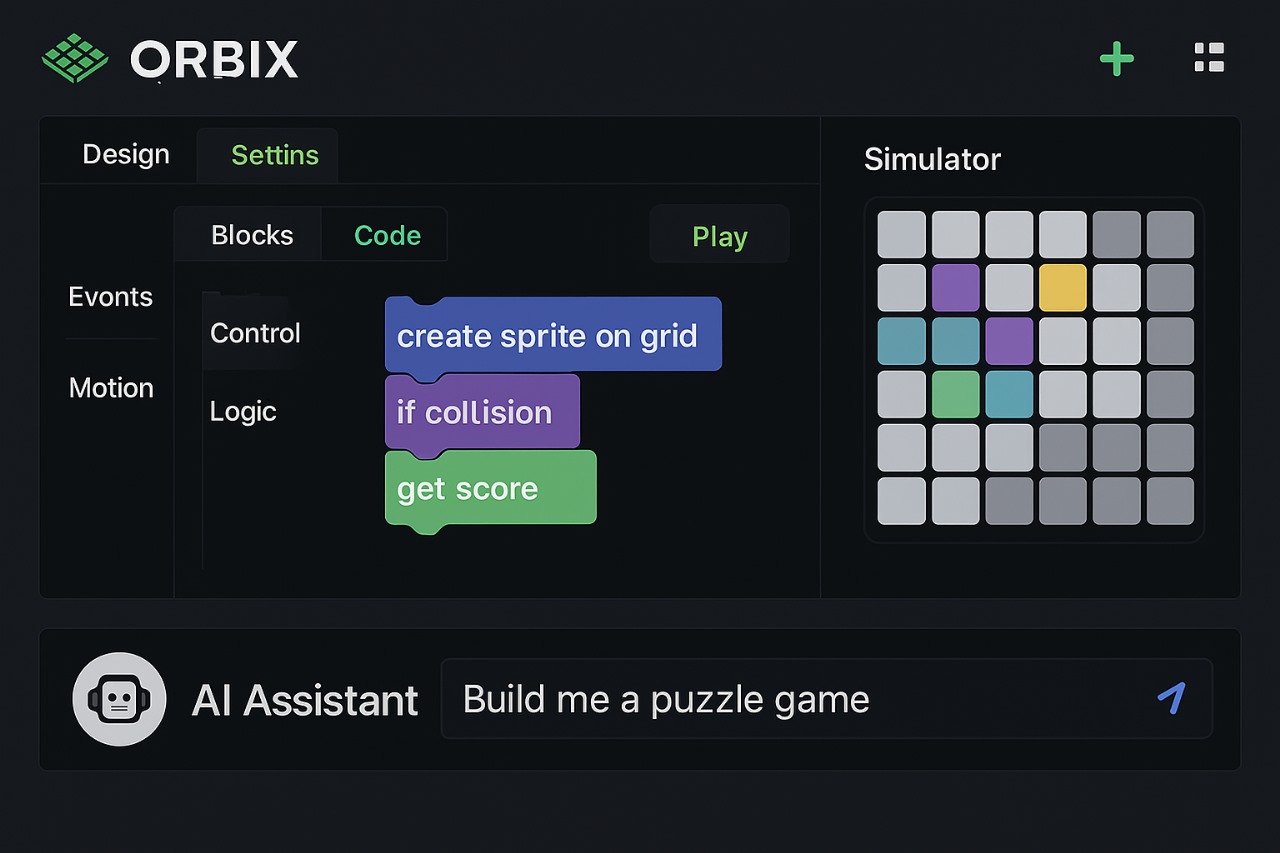 ORBIX
Design
Settins
Simulator
Blocks
Code
Play
Evonts
Motion
Control
Logic
create sprite on grid
if collision
get score
AI Assistant
Build me a puzzle game